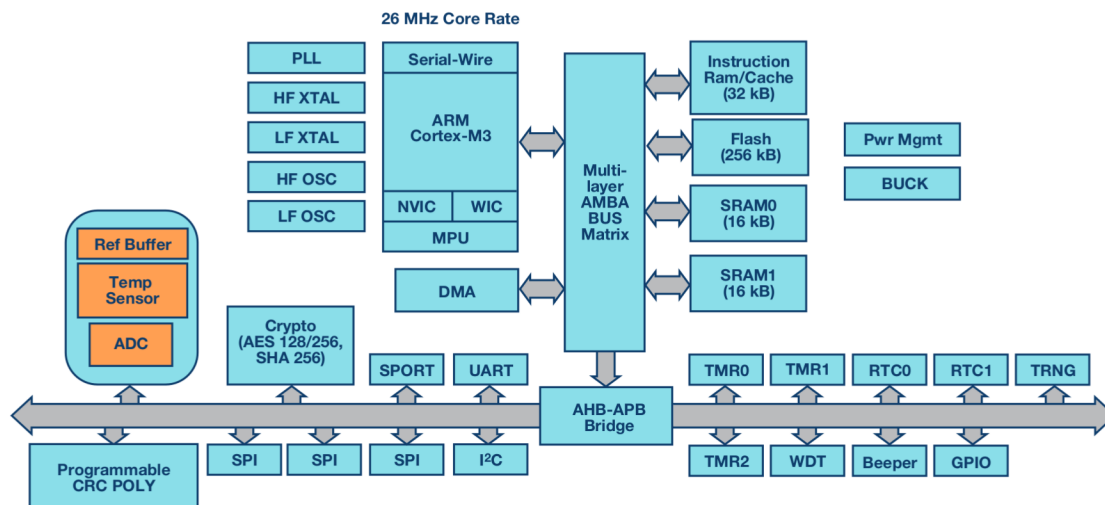 26 MHz Core Rate
PLL
HF XTAL
LF XTAL
HF OSC
LF OSC
Serial-Wire
ARM
Cortex-M3
NVIC
WIC
MPU
DMA
Multi-
layer
AMBA
BUS
Matrix
Instruction
Ram/Cache
(32 kB)
Flash
(256 kB)
SRAM0
(16 kB)
SRAM1
(16 kB)
Pwr Mgmt
BUCK
Ref Buffer
Temp
Sensor
ADC
Crypto
(AES 128/256,
SHA 256)
SPORT
UART
TMR0
TMR1
RTC0
RTC1
TRNG
AHB-APB
Bridge
Programmable
CRC POLY
SPI
SPI
SPI
I²C
TMR2
WDT
Beeper
GPIO